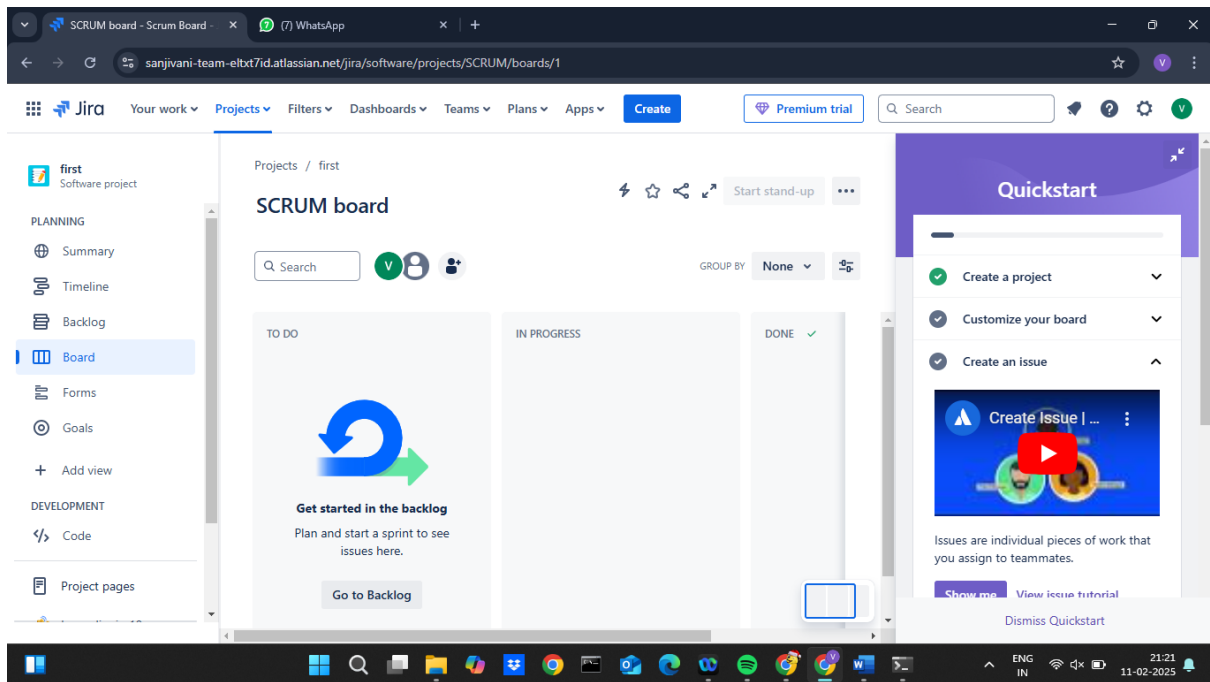 SCRUM board - Scrum Board -
(7) WhatsApp
sanjivani-team-eltxt7id.atlassian.net/jira/software/projects/SCRUM/boards/1
V
Jira
Your work
Projects
Filters
Dashboards
Teams
Plans
Apps
Create
Premium trial
Search
V
first
Software project
PLANNING
Summary
Timeline
Backlog
Board
Forms
Goals
Add view
DEVELOPMENT
Code
Project pages
Projects / first
SCRUM board
Start stand-up
Search
V
GROUP BY
None
TO DO
IN PROGRESS
DONE
Get started in the backlog
Plan and start a sprint to see
issues here.
Go to Backlog
Quickstart
Create a project
Customize your board
Create an issue
Create Issue | ...
Issues are individual pieces of work that
you assign to teammates.
Show me
View issue tutorial
Dismiss Quickstart
ENG
IN
21:21
11-02-2025